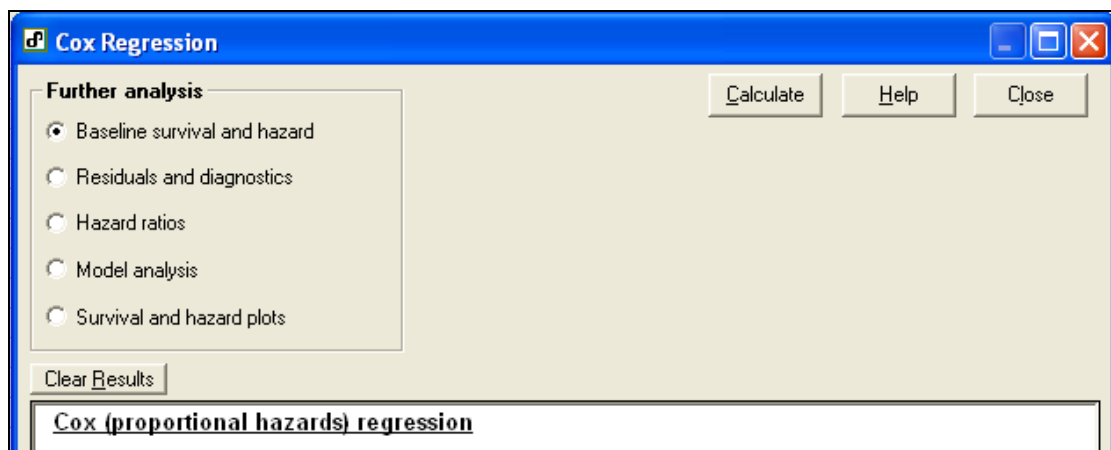 Cox Regression
Further analysis
Calculate
Help
Close
Baseline survival and hazard
Residuals and diagnostics
Hazard ratios
Model analysis
Survival and hazard plots
Clear Results
Cox (proportional hazards) regression